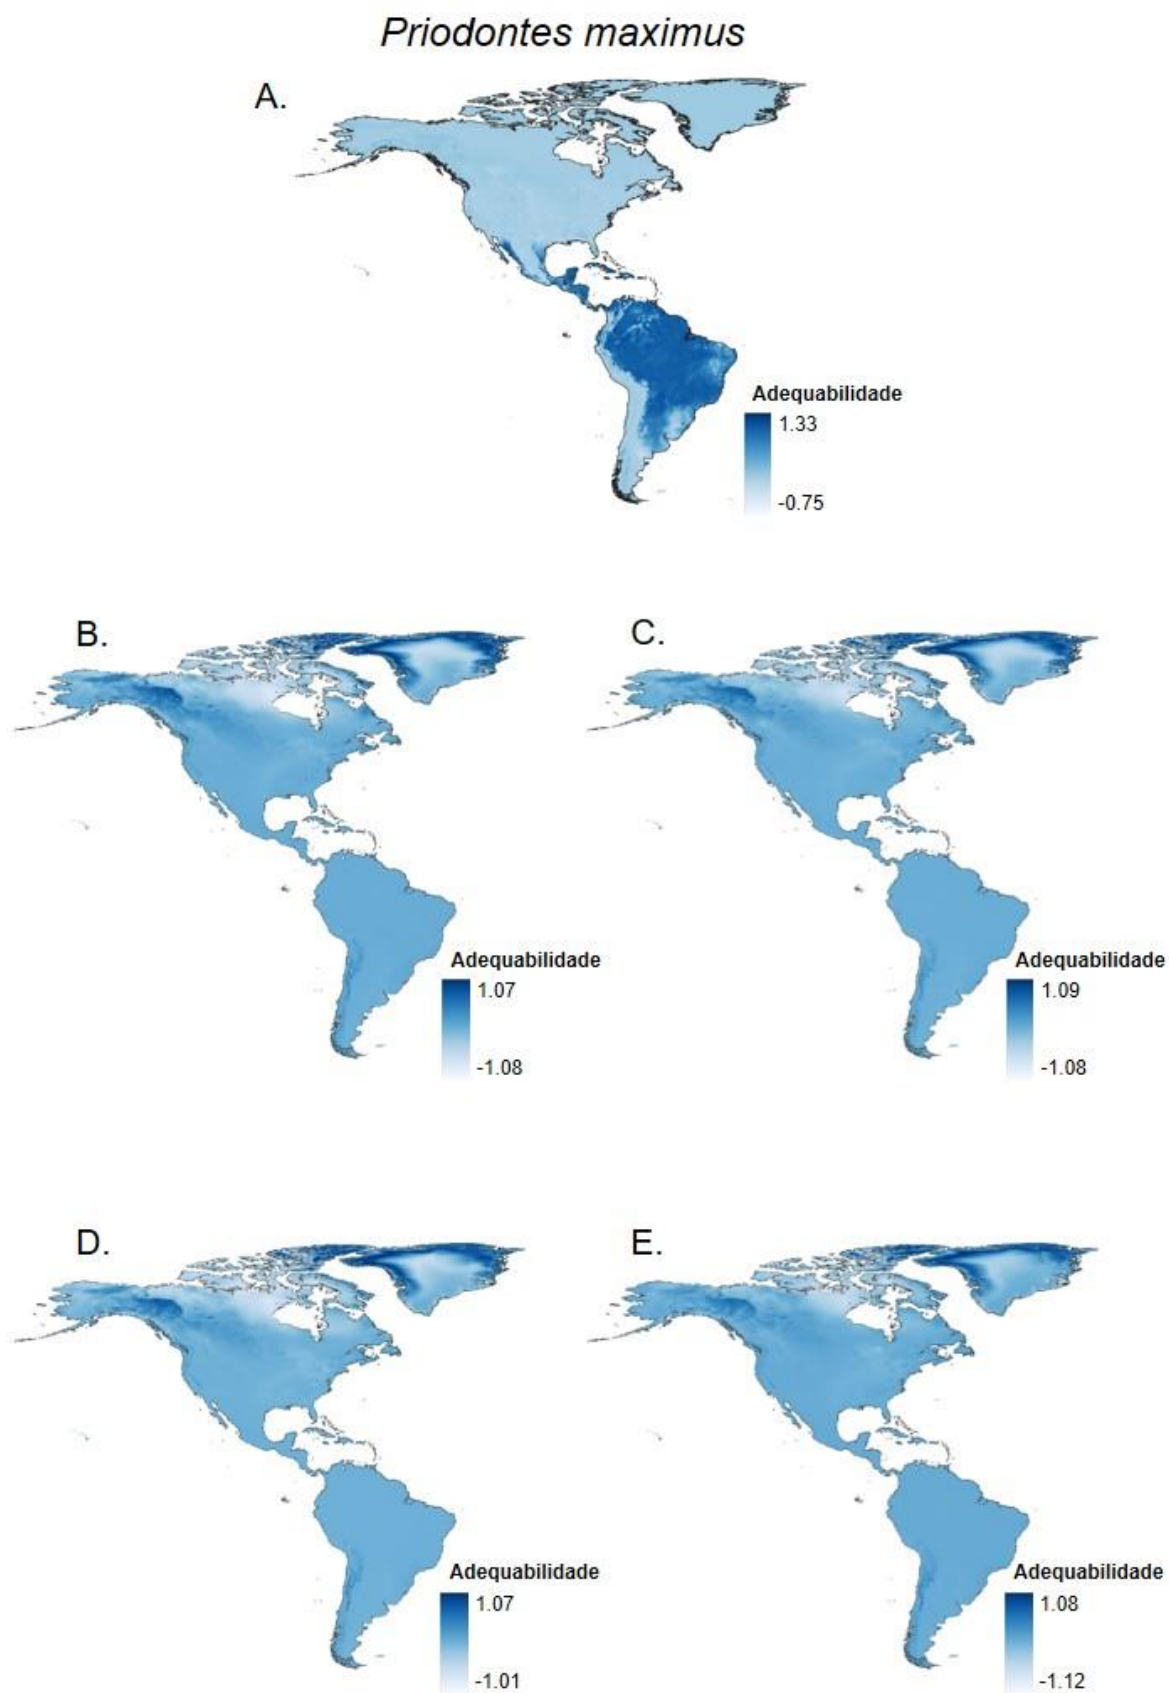 Priodontes maximus
A.
Adequabilidade
1.33
-0.75
B.
C.
Adequabilidade
1.07
-1.08
Adequabilidade
1.09
-1.08
D.
E.
Adequabilidade
1.07
-1.01
Adequabilidade
1.08
-1.12